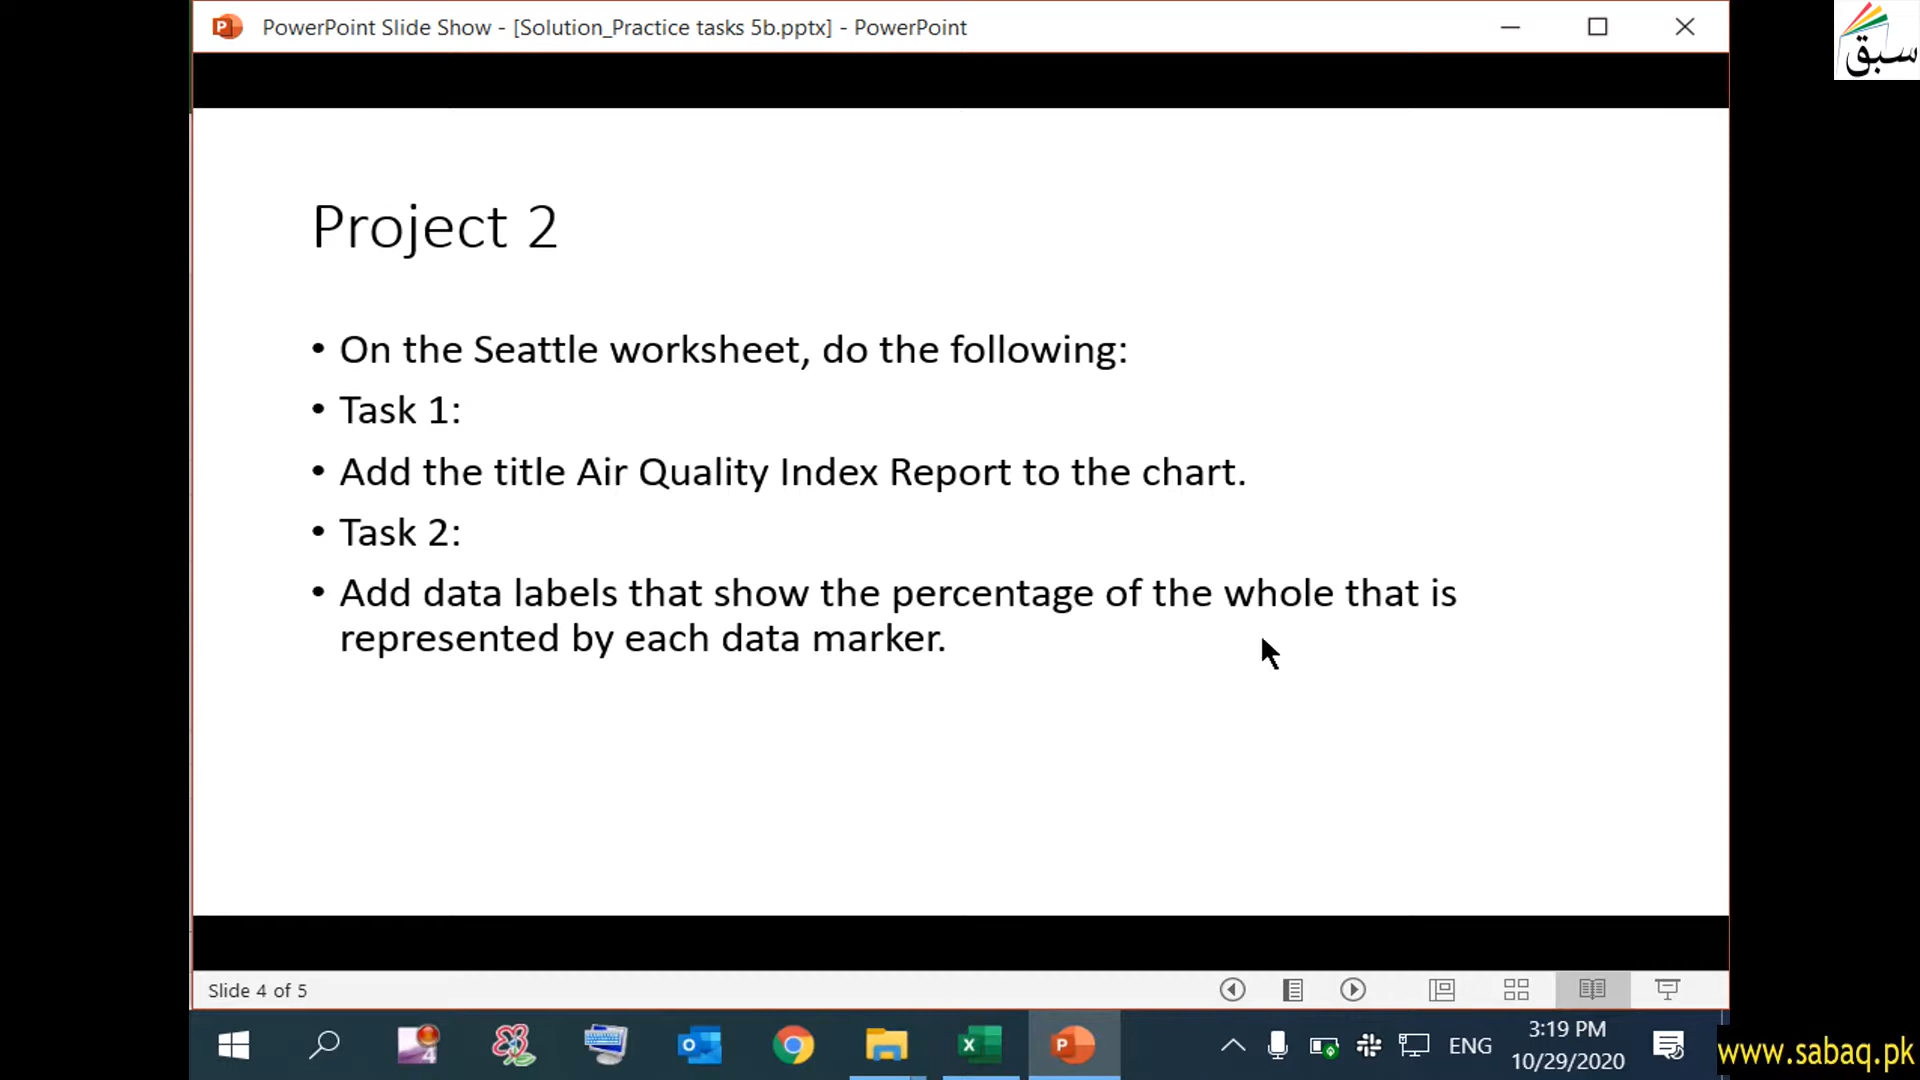 PowerPoint Slide Show - [Solution_Practice tasks 5b.pptx] - PowerPoint
سبق
Project 2
• On the Seattle worksheet, do the following:
• Task 1:
• Add the title Air Quality Index Report to the chart.
• Task 2:
• Add data labels that show the percentage of the whole that is
represented by each data marker.
Slide 4 of 5
ENG
3:19 PM
10/29/2020
www.sabaq.pk